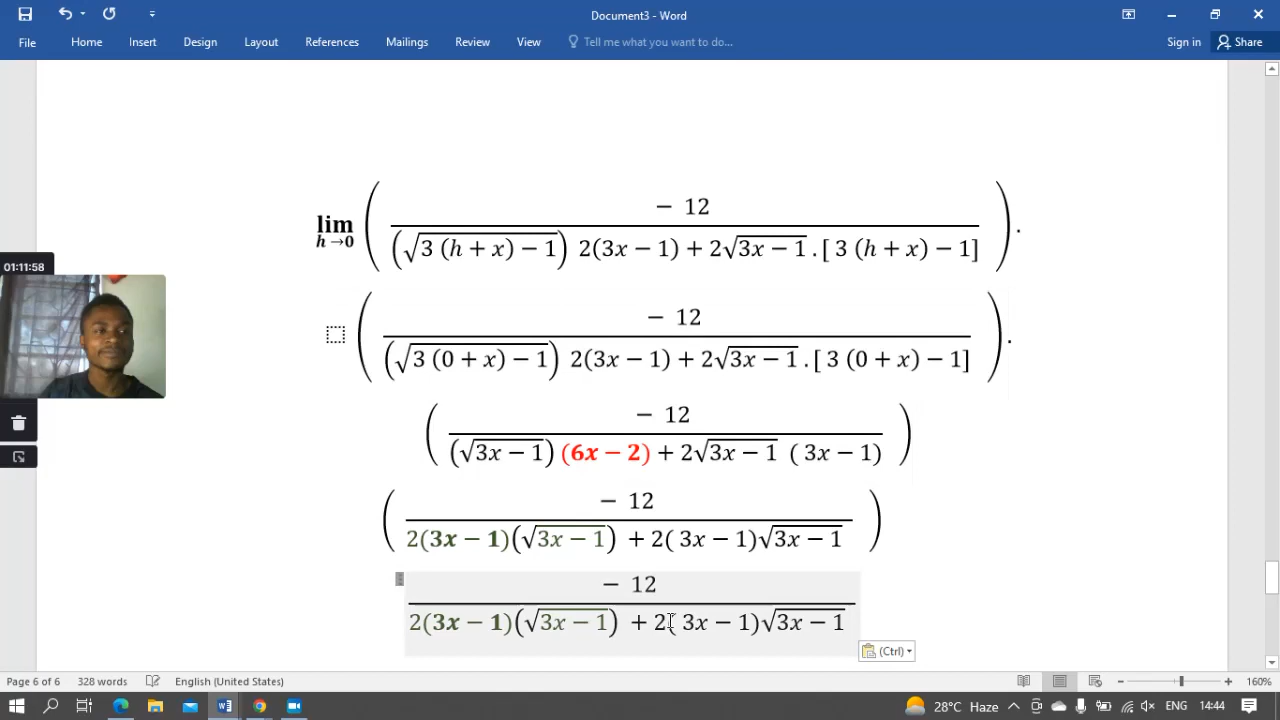 Document3 - Word
File Home Insert Design Layout References Mailings Review View Tell me what you want to do... Sign in Share
lim h→0 ( − 12 / (√3 (h + x) − 1) 2(3x − 1) + 2√3x − 1 . [ 3 (h + x) − 1] ) .
( − 12 / (√3 (0 + x) − 1) 2(3x − 1) + 2√3x − 1 . [ 3 (0 + x) − 1] ) .
( − 12 / (√3x − 1) (6x − 2) + 2√3x − 1 ( 3x − 1) )
( − 12 / 2(3x − 1)(√3x − 1) + 2( 3x − 1)√3x − 1 )
− 12 / 2(3x − 1)(√3x − 1) + 2( 3x − 1)√3x − 1
01:11:58
(Ctrl)
Page 6 of 6 328 words English (United States) 160%
28°C Haze ENG 14:44